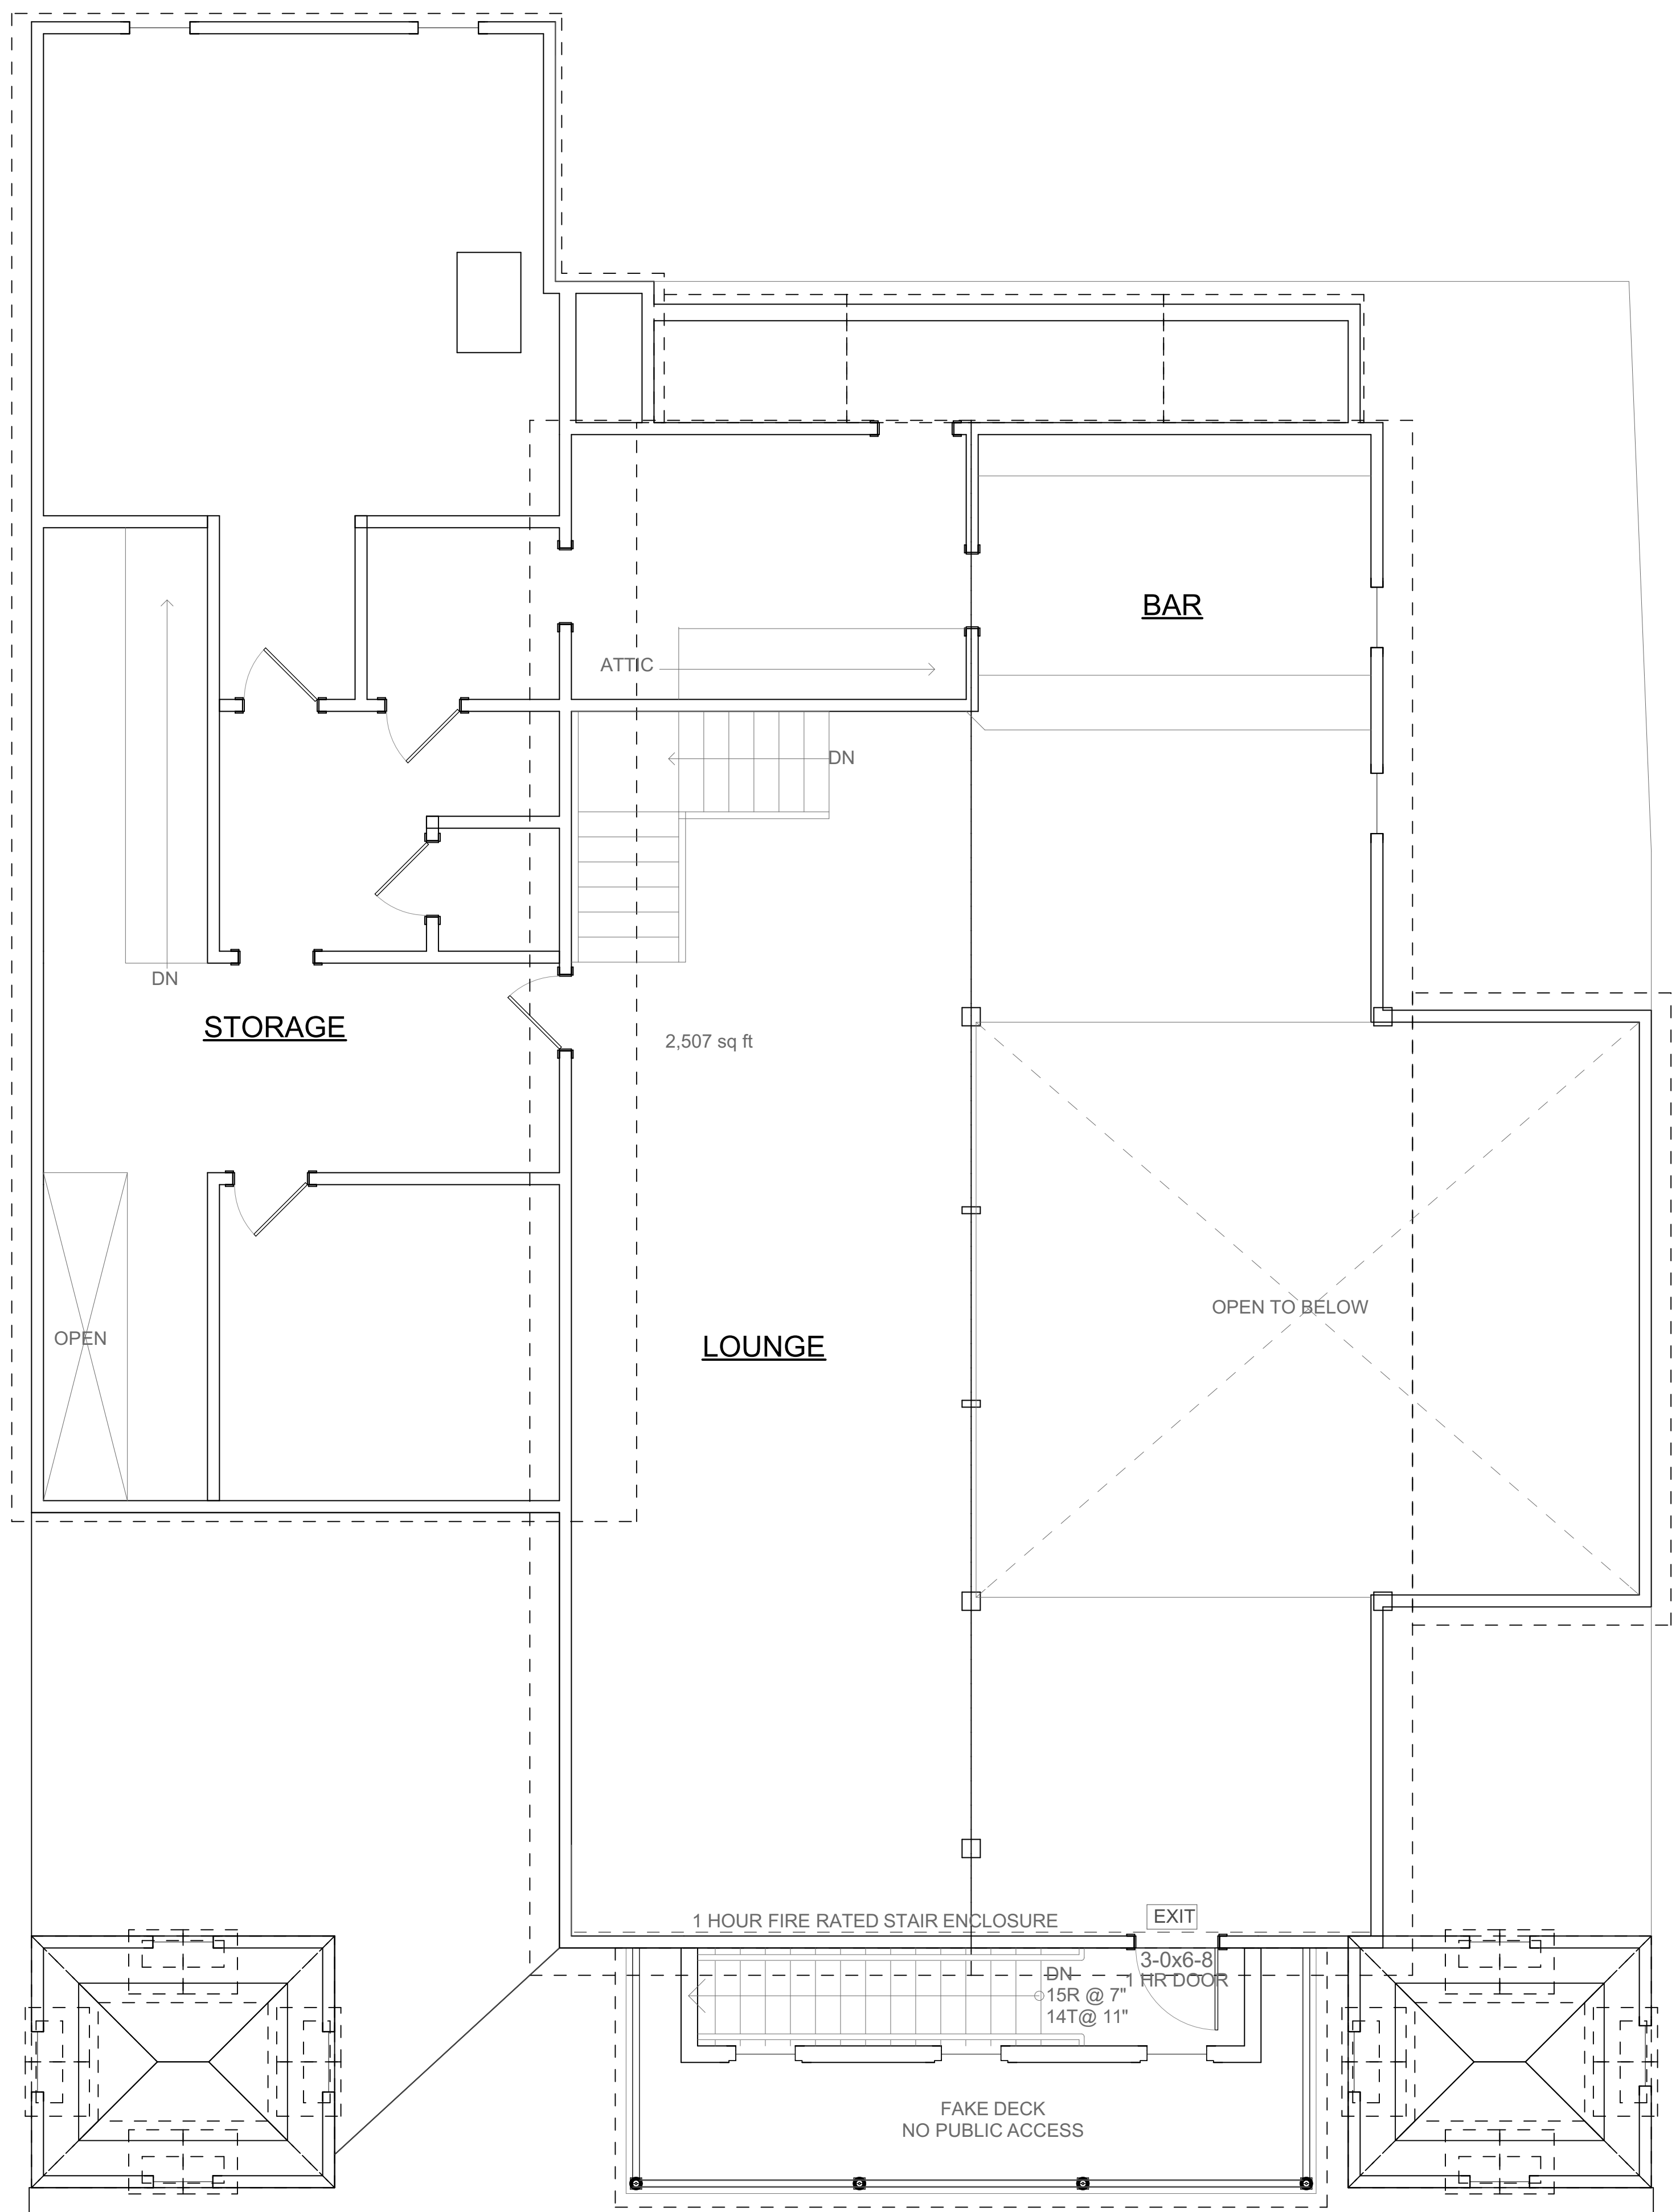 BAR
ATTIC
DN
DN
STORAGE
2,507 sq ft
OPEN TO BELOW
OPEN
LOUNGE
1 HOUR FIRE RATED STAIR ENCLOSURE
EXIT
3-0x6-8
1 HR DOOR
DN
15R @ 7"
14T@ 11"
FAKE DECK
NO PUBLIC ACCESS